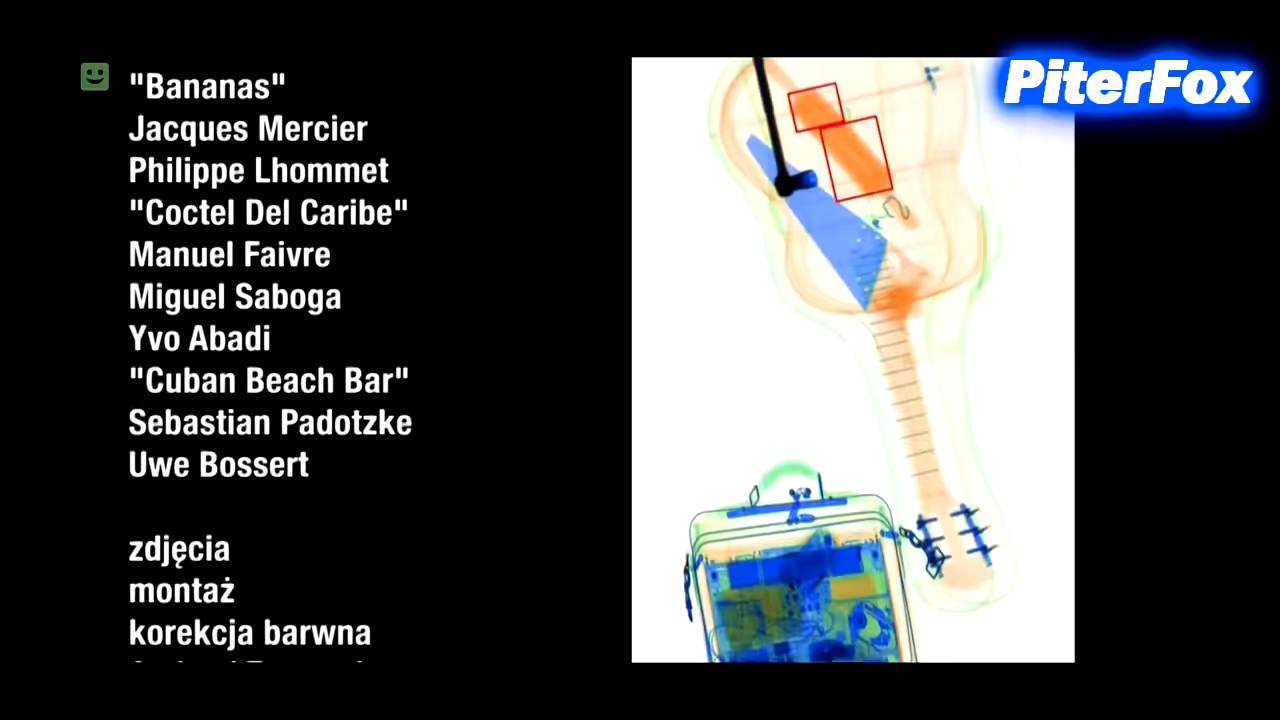 "Bananas"
Jacques Mercier
Philippe Lhommet
"Coctel Del Caribe"
Manuel Faivre
Miguel Saboga
Yvo Abadi
"Cuban Beach Bar"
Sebastian Padotzke
Uwe Bossert
zdjęcia
montaż
korekcja barwna
PiterFox